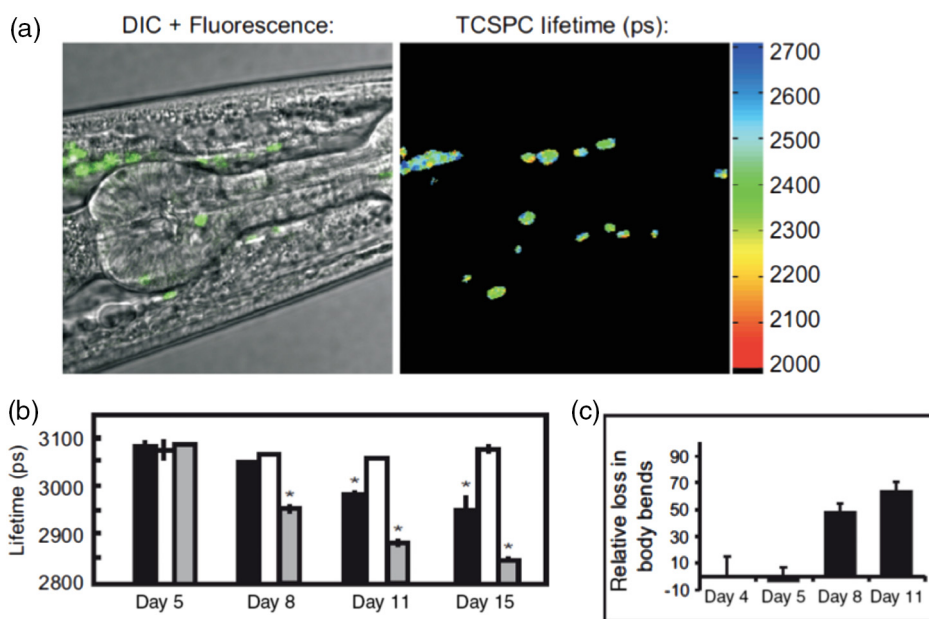 (a)
DIC + Fluorescence:
TCSPC lifetime (ps):
2700
2600
2500
2400
2300
2200
2100
2000
(b)
Lifetime (ps)
3100
3000
2900
2800
*
*
*
*
*
Day 5
Day 8
Day 11
Day 15
(c)
Relative loss in
body bends
90
70
50
30
10
-10
Day 4
Day 5
Day 8
Day 11